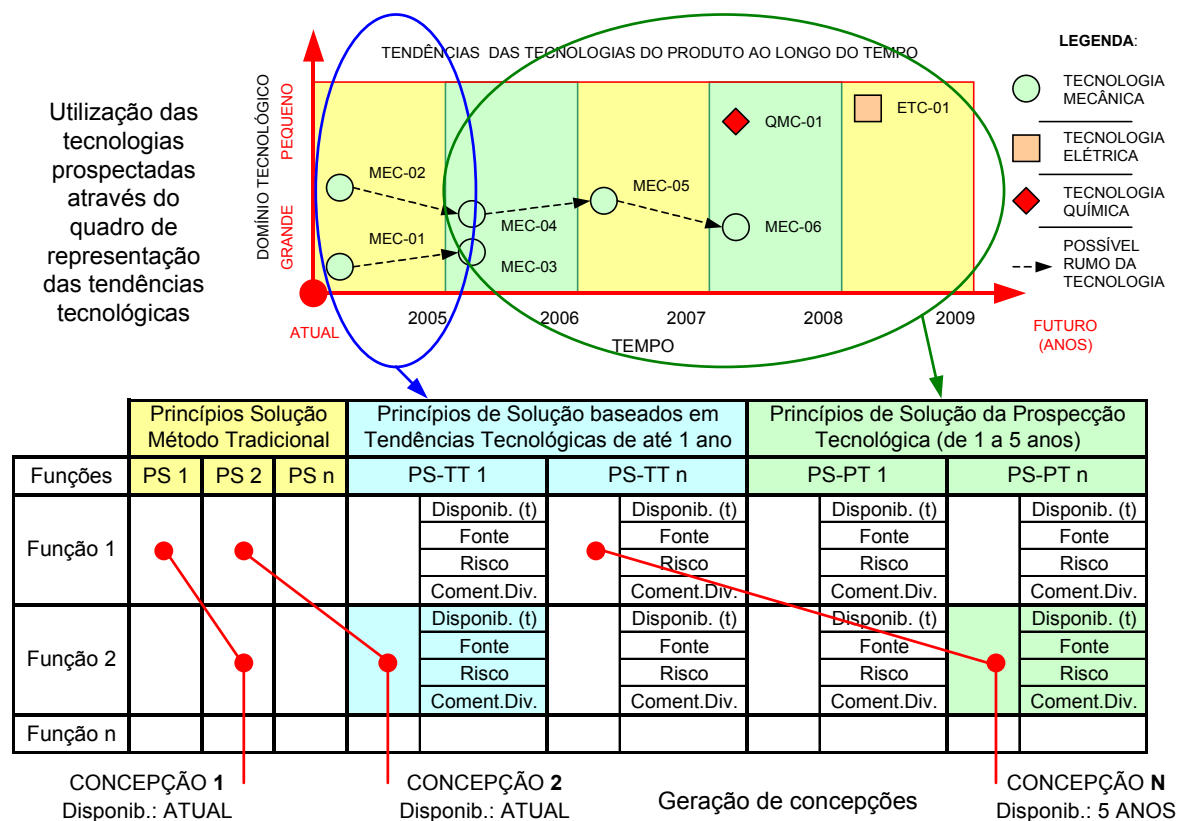 TENDÊNCIAS DAS TECNOLOGIAS DO PRODUTO AO LONGO DO TEMPO
Utilização das
tecnologias
prospectadas
através do
quadro de
representação
das tendências
tecnológicas
DOMÍNIO TECNOLÓGICO
GRANDE
PEQUENO
MEC-02
MEC-01
MEC-04
MEC-03
MEC-05
QMC-01
MEC-06
ETC-01
ATUAL
2005
2006
2007
2008
2009
TEMPO
FUTURO
(ANOS)
LEGENDA:
TECNOLOGIA
MECÂNICA
TECNOLOGIA
ELÉTRICA
TECNOLOGIA
QUÍMICA
POSSÍVEL
RUMO DA
TECNOLOGIA
Princípios Solução
Método Tradicional
Princípios de Solução baseados em
Tendências Tecnológicas de até 1 ano
Princípios de Solução da Prospecção
Tecnológica (de 1 a 5 anos)
Funções PS 1 PS 2 PS n PS-TT 1 PS-TT n PS-PT 1 PS-PT n
Função 1
Disponib. (t) Disponib. (t) Disponib. (t) Disponib. (t)
Fonte Fonte Fonte Fonte
Risco Risco Risco Risco
Coment.Div. Coment.Div. Coment.Div. Coment.Div.
Função 2
Disponib. (t) Disponib. (t) Disponib. (t) Disponib. (t)
Fonte Fonte Fonte Fonte
Risco Risco Risco Risco
Coment.Div. Coment.Div. Coment.Div. Coment.Div.
Função n
CONCEPÇÃO 1
Disponib.: ATUAL
CONCEPÇÃO 2
Disponib.: ATUAL
Geração de concepções
CONCEPÇÃO N
Disponib.: 5 ANOS